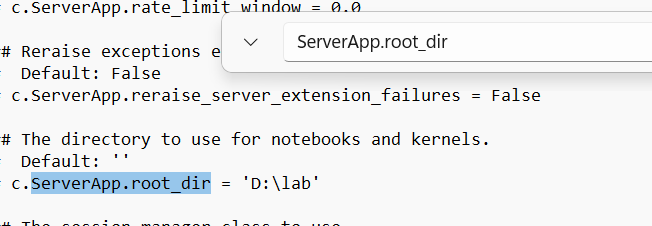 c.ServerApp.rate_limit_window = 0.0
ServerApp.root_dir
# Reraise exceptions
Default: False
c.ServerApp.reraise_server_extension_failures = False
# The directory to use for notebooks and kernels.
Default: ''
c.ServerApp.root_dir = 'D:\lab'
# The session manager class to use